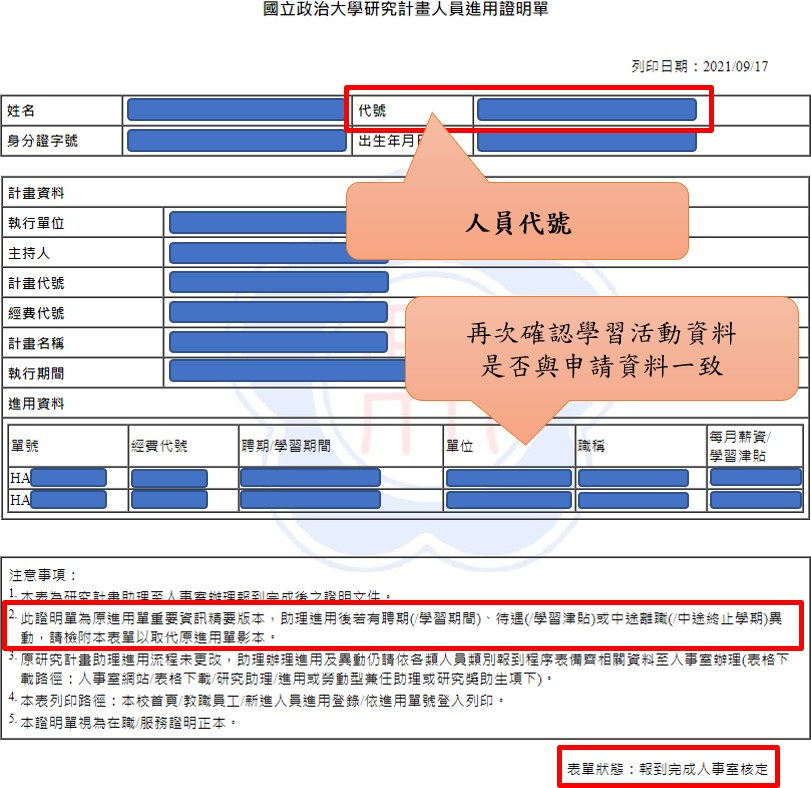 國立政治大學研究計畫人員進用證明單
列印日期：2021/09/17
姓名
代號
身分證字號
出生年月
人員代號
計畫資料
執行單位
主持人
計畫代號
經費代號
計畫名稱
執行期間
再次確認學習活動資料
是否與申請資料一致
進用資料
單號
經費代號
聘期/學習期間
單位
職稱
每月薪資/
學習津貼
HA
HA
注意事項：
1. 本表為研究計畫助理至人事室辦理報到完成後之證明文件。
2. 此證明單為原進用單重要資訊精要版本，助理進用後若有聘期(/學習期間)、待遇(/學習津貼)或中途離職(/中途終止學期)異
動，請檢附本表單以取代原進用單影本。
3. 原研究計畫助理進用流程未更改，助理辦理進用及異動仍請依各類人員類別報到程序表備齊相關資料至人事室辦理(表格下
載路徑：人事室網站/表格下載/研究助理/進用或勞動型兼任助理或研究獎助生項下)。
4. 本表列印路徑：本校首頁/教職員工/新進人員進用登錄/依進用單號登入列印。
5. 本證明單視為在職/服務證明正本。
表單狀態：報到完成人事室核定